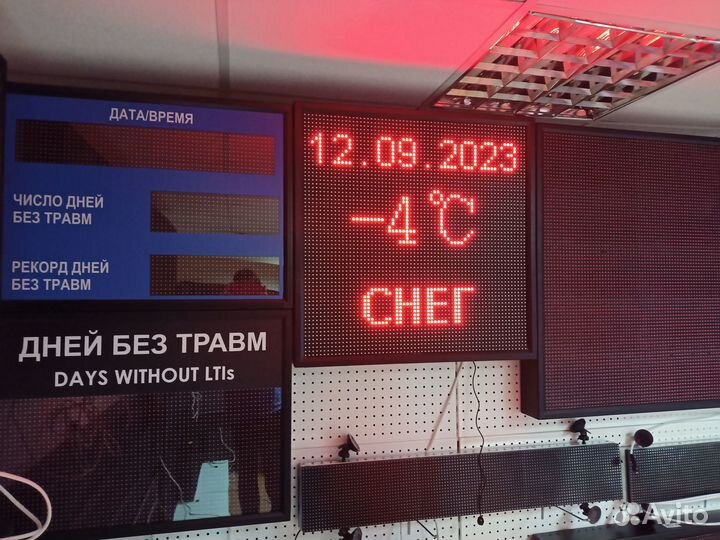 ДАТА/ВРЕМЯ
ЧИСЛО ДНЕЙ
БЕЗ ТРАВМ
РЕКОРД ДНЕЙ
БЕЗ ТРАВМ
ДНЕЙ БЕЗ ТРАВМ
DAYS WITHOUT LTIs
12.09.2023
-4°C
СНЕГ
Avito